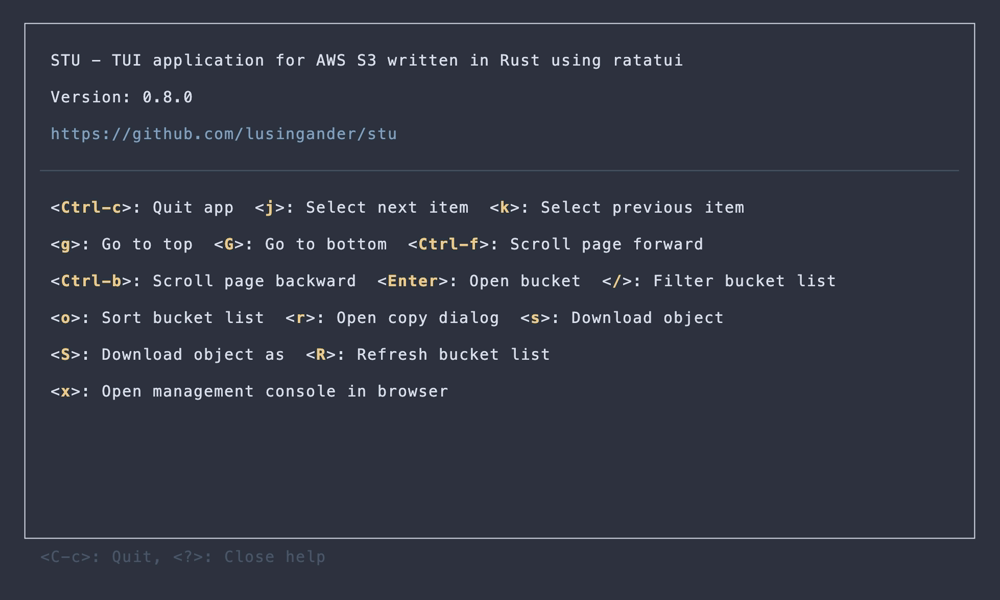 STU - TUI application for AWS S3 written in Rust using ratatui
Version: 0.8.0
https://github.com/lusingander/stu
<Ctrl-c>: Quit app  <j>: Select next item  <k>: Select previous item
<g>: Go to top  <G>: Go to bottom  <Ctrl-f>: Scroll page forward
<Ctrl-b>: Scroll page backward  <Enter>: Open bucket  </>: Filter bucket list
<o>: Sort bucket list  <r>: Open copy dialog  <s>: Download object
<S>: Download object as  <R>: Refresh bucket list
<x>: Open management console in browser
<C-c>: Quit, <?>: Close help